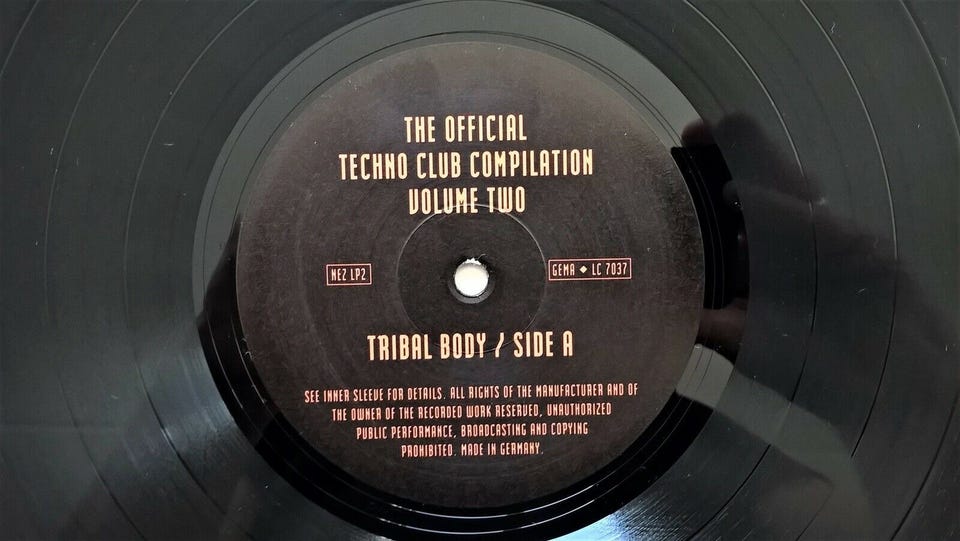 THE OFFICIAL
TECHNO CLUB COMPILATION
VOLUME TWO
NEZ LP2
GEMA ◆ LC 7037
TRIBAL BODY / SIDE A
SEE INNER SLEEVE FOR DETAILS. ALL RIGHTS OF THE MANUFACTURER AND OF
THE OWNER OF THE RECORDED WORK RESERVED, UNAUTHORIZED
PUBLIC PERFORMANCE, BROADCASTING AND COPYING
PROHIBITED. MADE IN GERMANY.